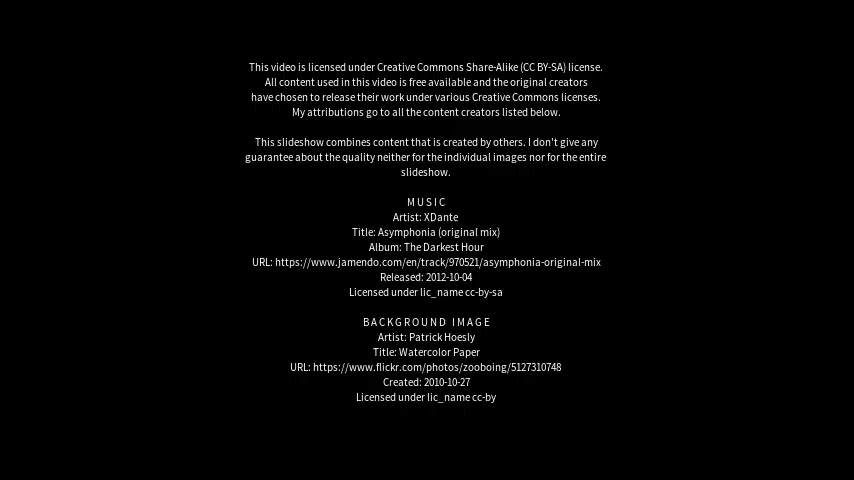 This video is licensed under Creative Commons Share-Alike (CC BY-SA) license.
All content used in this video is free available and the original creators
have chosen to release their work under various Creative Commons licenses.
My attributions go to all the content creators listed below.
This slideshow combines content that is created by others. I don't give any
guarantee about the quality neither for the individual images nor for the entire
slideshow.
MUSIC
Artist: XDante
Title: Asymphonia (original mix)
Album: The Darkest Hour
URL: https://www.jamendo.com/en/track/970521/asymphonia-original-mix
Released: 2012-10-04
Licensed under lic_name cc-by-sa
BACKGROUND IMAGE
Artist: Patrick Hoesly
Title: Watercolor Paper
URL: https://www.flickr.com/photos/zooboing/5127310748
Created: 2010-10-27
Licensed under lic_name cc-by